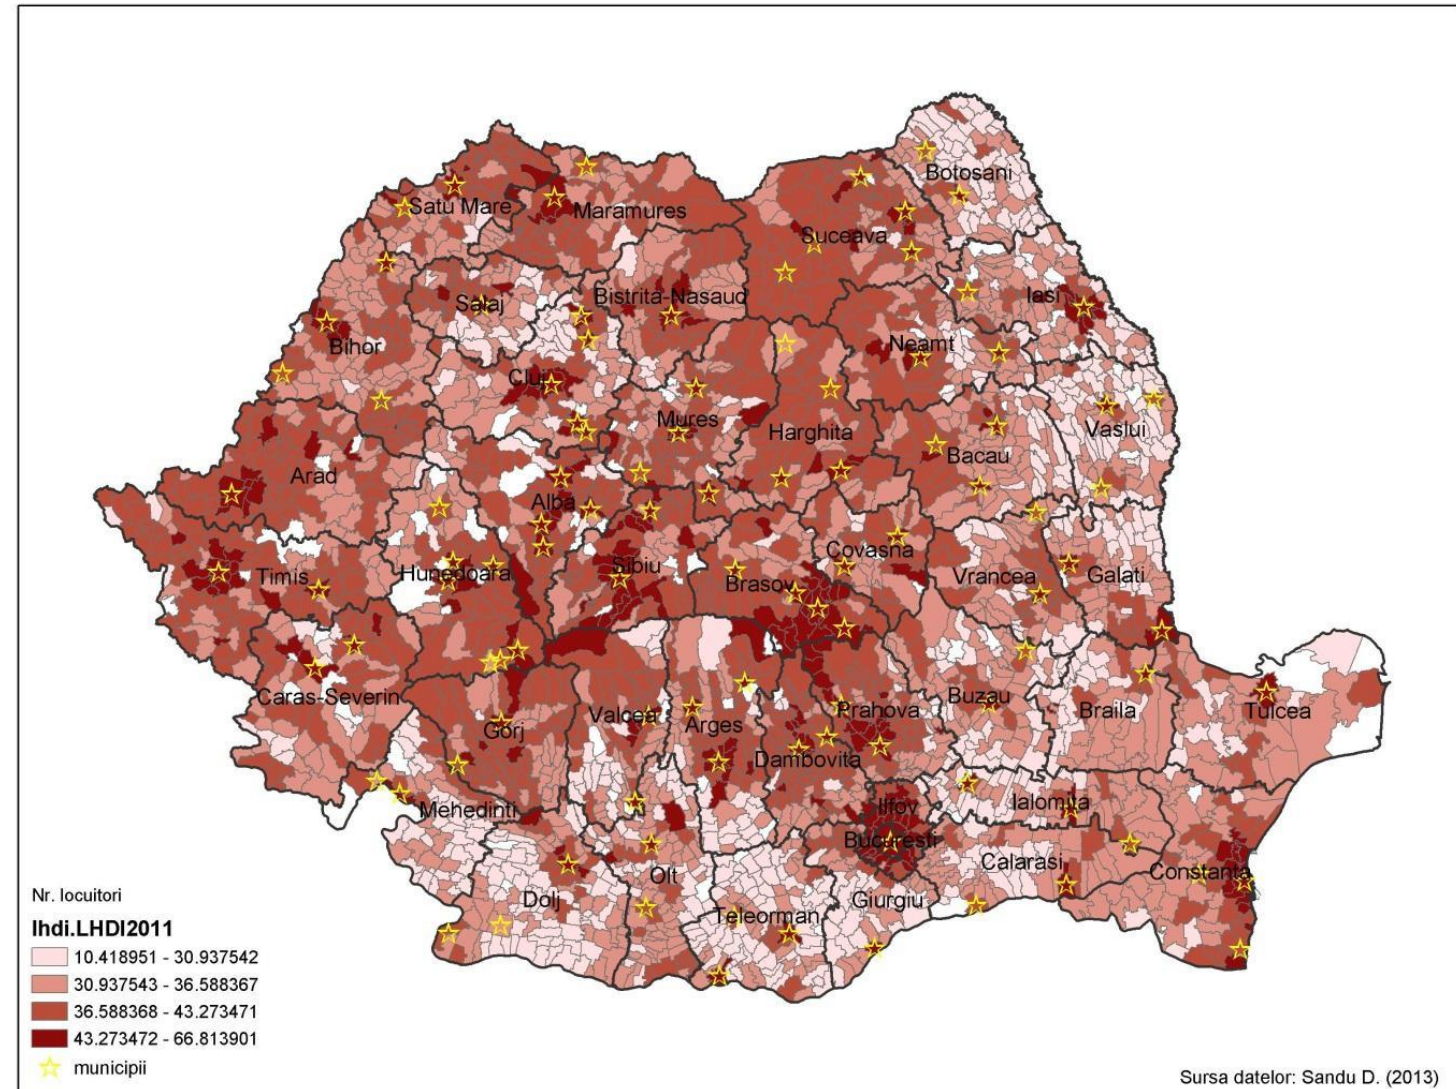 Botosani
Satu Mare
Maramures
Suceava
Salaj
Bistrita-Nasaud
Iasi
Bihor
Neamt
Cluj
Mures
Harghita
Vaslui
Bacau
Arad
Alba
Covasna
Timis
Hunedoara
Sibiu
Brasov
Vrancea
Galati
Caras-Severin
Gorj
Valcea
Arges
Prahova
Buzau
Braila
Tulcea
Dambovita
Mehedinti
Ilfov
Ialomita
Bucuresti
Calarasi
Constanta
Olt
Dolj
Teleorman
Giurgiu
Nr. locuitori
lhdi.LHDI2011
10.418951 - 30.937542
30.937543 - 36.588367
36.588368 - 43.273471
43.273472 - 66.813901
municipii
Sursa datelor: Sandu D. (2013)